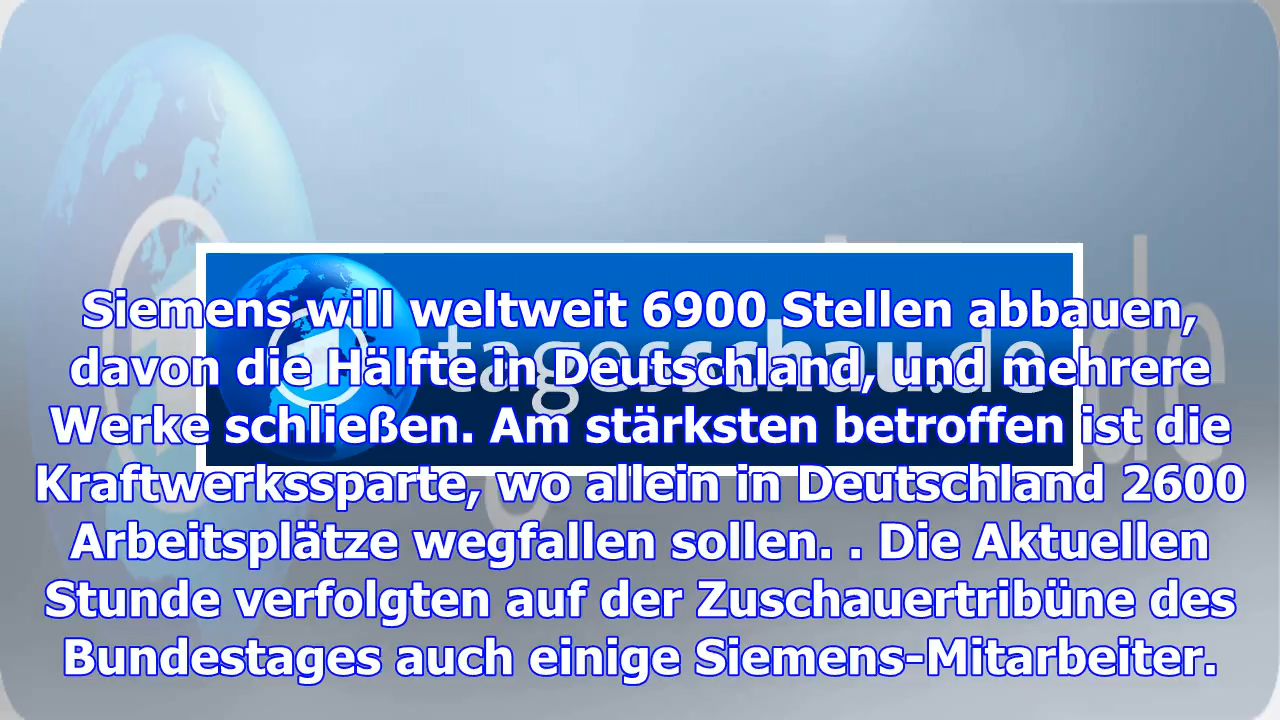 Siemens will weltweit 6900 Stellen abbauen,
davon die Hälfte in Deutschland, und mehrere
Werke schließen. Am stärksten betroffen ist die
Kraftwerkssparte, wo allein in Deutschland 2600
Arbeitsplätze wegfallen sollen. . Die Aktuellen
Stunde verfolgten auf der Zuschauertribüne des
Bundestages auch einige Siemens-Mitarbeiter.
tagesschau.de